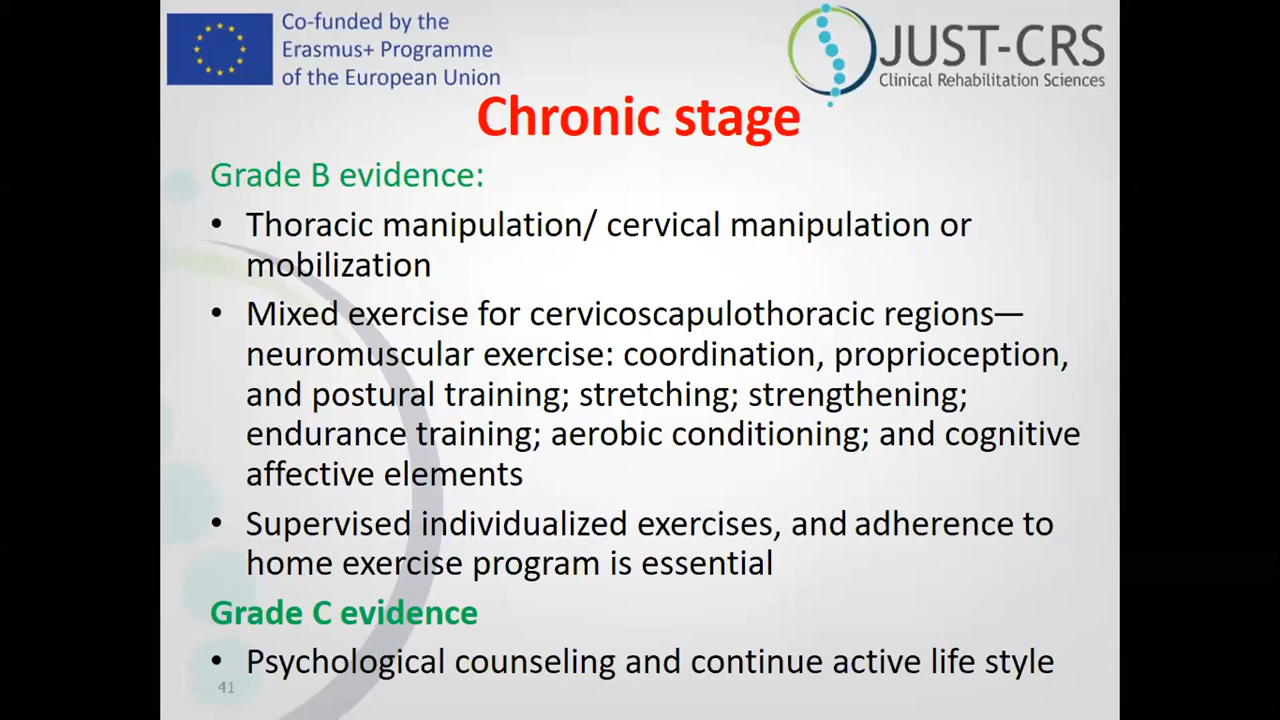 Co-funded by the
Erasmus+ Programme
of the European Union
JUST-CRS
Clinical Rehabilitation Sciences
Chronic stage
Grade B evidence:
• Thoracic manipulation/ cervical manipulation or
mobilization
• Mixed exercise for cervicoscapulothoracic regions—
neuromuscular exercise: coordination, proprioception,
and postural training; stretching; strengthening;
endurance training; aerobic conditioning; and cognitive
affective elements
• Supervised individualized exercises, and adherence to
home exercise program is essential
Grade C evidence
• Psychological counseling and continue active life style
41